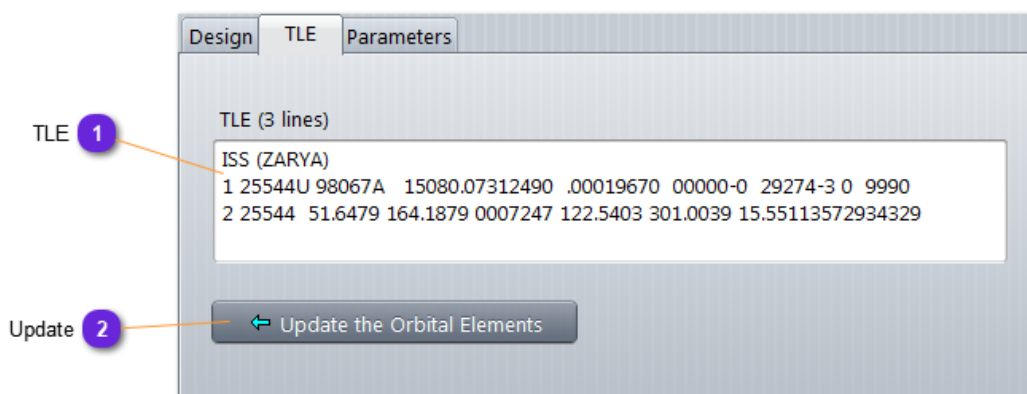 Design TLE Parameters
TLE (3 lines)
TLE 1
ISS (ZARYA)
1 25544U 98067A   15080.07312490  .00019670  00000-0  29274-3 0  9990
2 25544  51.6479 164.1879 0007247 122.5403 301.0039 15.55113572934329
Update 2
Update the Orbital Elements